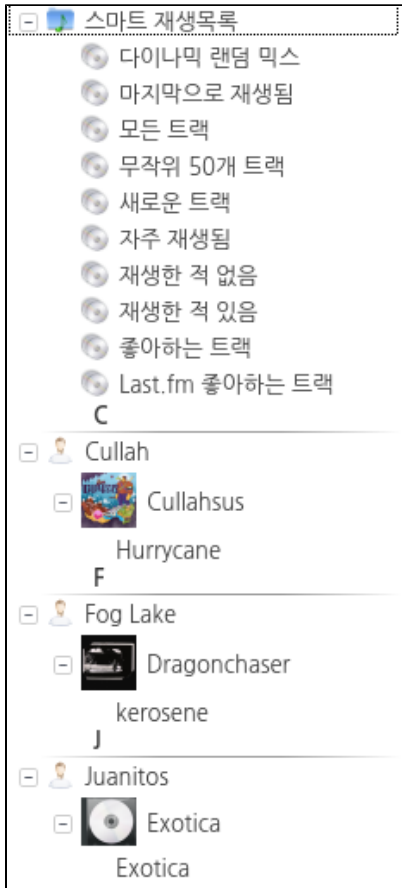 스마트 재생목록
다이나믹 랜덤 믹스
마지막으로 재생됨
모든 트랙
무작위 50개 트랙
새로운 트랙
자주 재생됨
재생한 적 없음
재생한 적 있음
좋아하는 트랙
Last.fm 좋아하는 트랙
C
Cullah
Cullahsus
Hurrycane
F
Fog Lake
Dragonchaser
kerosene
J
Juanitos
Exotica
Exotica